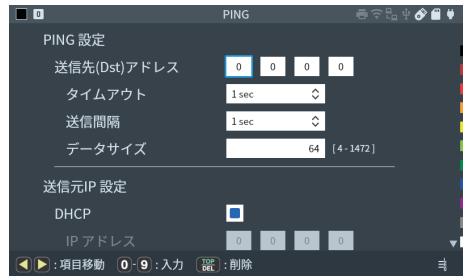 0 PING
PING 設定
送信先(Dst)アドレス 0 0 0 0
タイムアウト 1 sec
送信間隔 1 sec
データサイズ 64 [ 4 - 1472 ]
送信元IP 設定
DHCP
IP アドレス 0 0 0 0
:項目移動 0 - 9 :入力 TOP DEL :削除